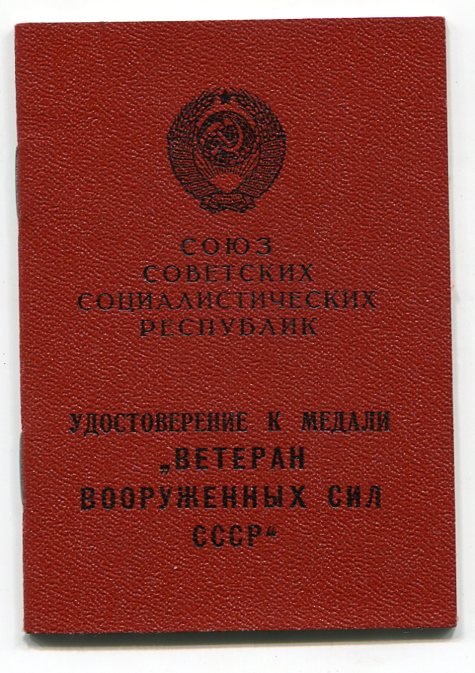 СОЮЗ
СОВЕТСКИХ
СОЦИАЛИСТИЧЕСКИХ
РЕСПУБЛИК
УДОСТОВЕРЕНИЕ К МЕДАЛИ
„ВЕТЕРАН
ВООРУЖЕННЫХ СИЛ
СССР“